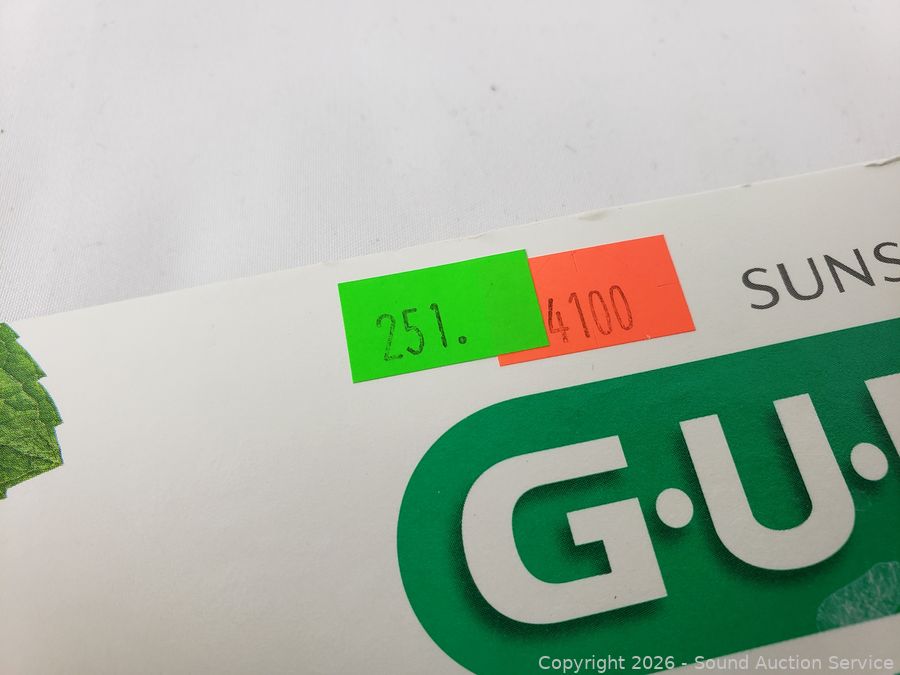 251. 4100
SUNS
G·U·
Copyright 2026 - Sound Auction Service